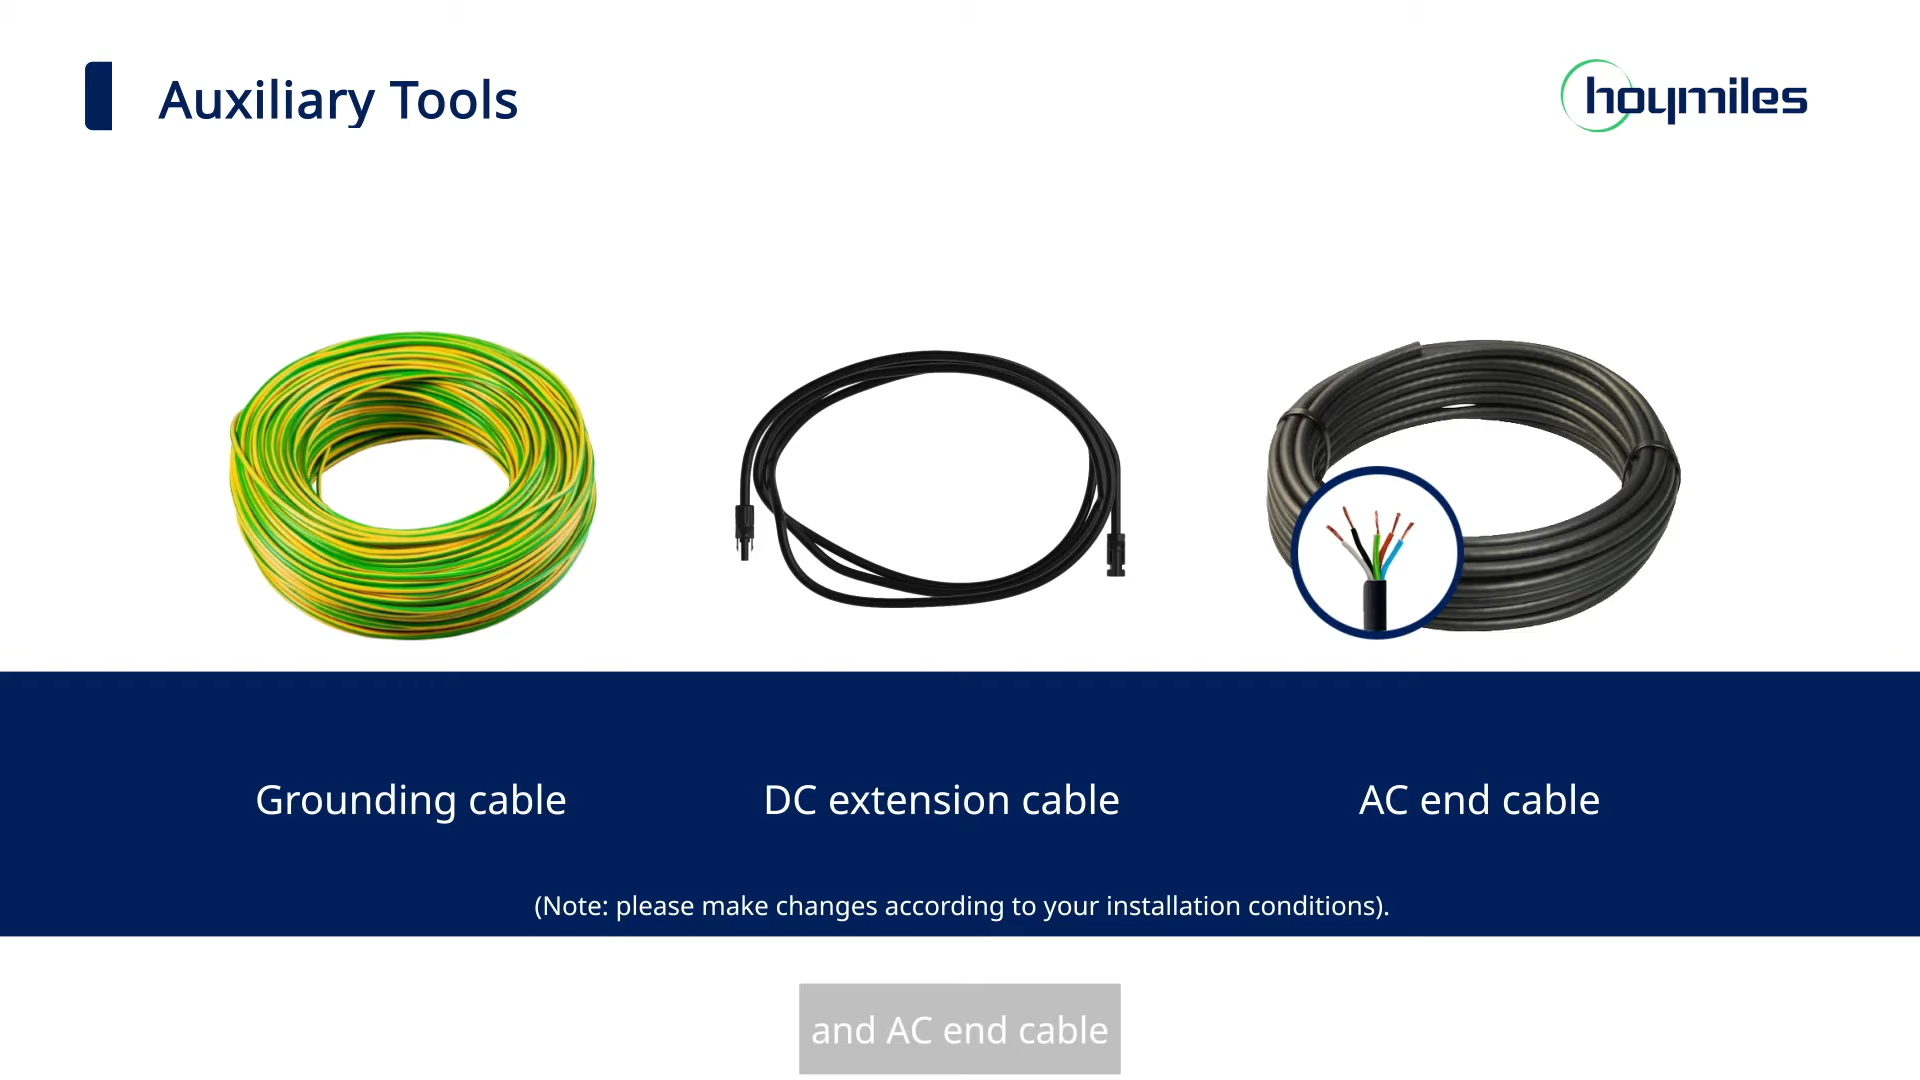 Auxiliary Tools
hoymiles
Grounding cable
DC extension cable
AC end cable
(Note: please make changes according to your installation conditions).
and AC end cable